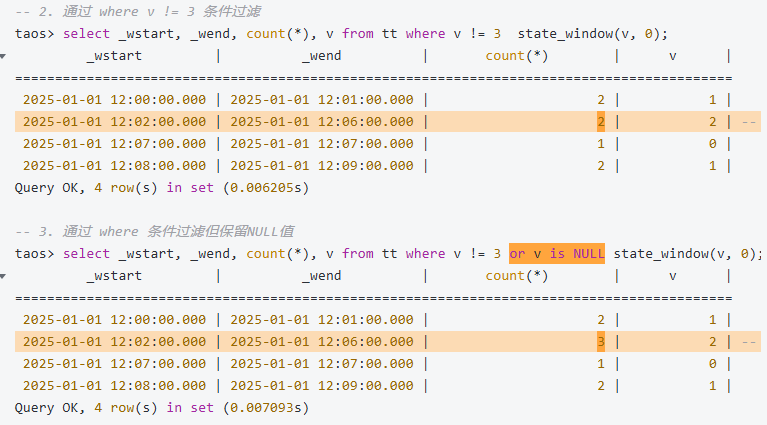 -- 2. 通过 where v != 3 条件过滤
taos> select _wstart, _wend, count(*), v from tt where v != 3  state_window(v, 0);
         _wstart         |          _wend          |       count(*)        |      v      |
==========================================================================================
 2025-01-01 12:00:00.000 | 2025-01-01 12:01:00.000 |                     2 |           1 |
 2025-01-01 12:02:00.000 | 2025-01-01 12:06:00.000 |                     2 |           2 | --
 2025-01-01 12:07:00.000 | 2025-01-01 12:07:00.000 |                     1 |           0 |
 2025-01-01 12:08:00.000 | 2025-01-01 12:09:00.000 |                     2 |           1 |
Query OK, 4 row(s) in set (0.006205s)
-- 3. 通过 where 条件过滤但保留NULL值
taos> select _wstart, _wend, count(*), v from tt where v != 3 or v is NULL state_window(v, 0);
         _wstart         |          _wend          |       count(*)        |      v      |
==========================================================================================
 2025-01-01 12:00:00.000 | 2025-01-01 12:01:00.000 |                     2 |           1 |
 2025-01-01 12:02:00.000 | 2025-01-01 12:06:00.000 |                     3 |           2 | --
 2025-01-01 12:07:00.000 | 2025-01-01 12:07:00.000 |                     1 |           0 |
 2025-01-01 12:08:00.000 | 2025-01-01 12:09:00.000 |                     2 |           1 |
Query OK, 4 row(s) in set (0.007093s)